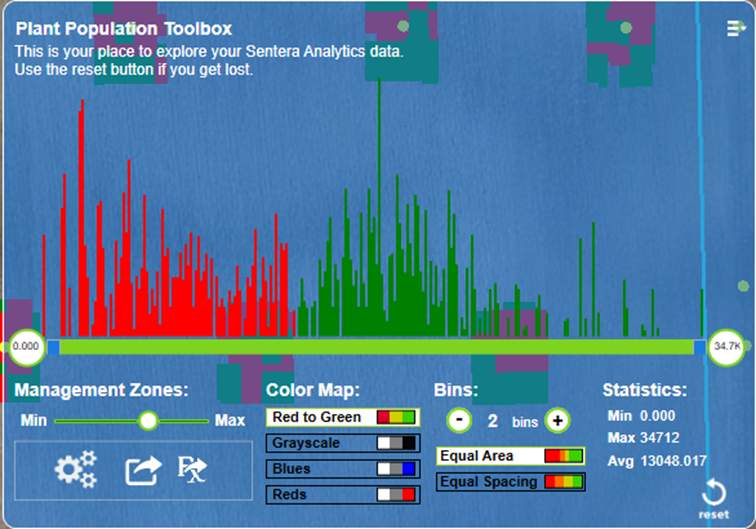 Plant Population Toolbox
This is your place to explore your Sentera Analytics data.
Use the reset button if you get lost.
0.000
34.7K
Management Zones:
Min Max
Color Map:
Red to Green
Grayscale
Blues
Reds
Bins:
- 2 bins +
Equal Area
Equal Spacing
Statistics:
Min 0.000
Max 34712
Avg 13048.017
reset